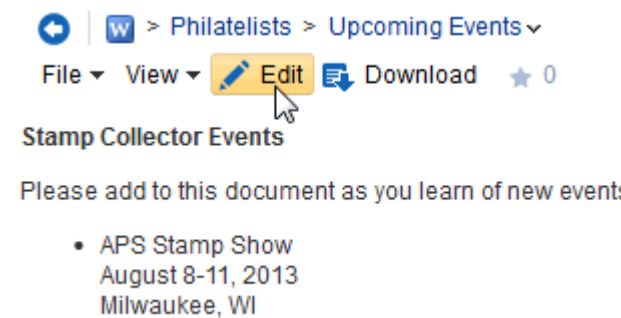 W > Philatelists > Upcoming Events
File View Edit Download 0
Stamp Collector Events
Please add to this document as you learn of new events
• APS Stamp Show
August 8-11, 2013
Milwaukee, WI